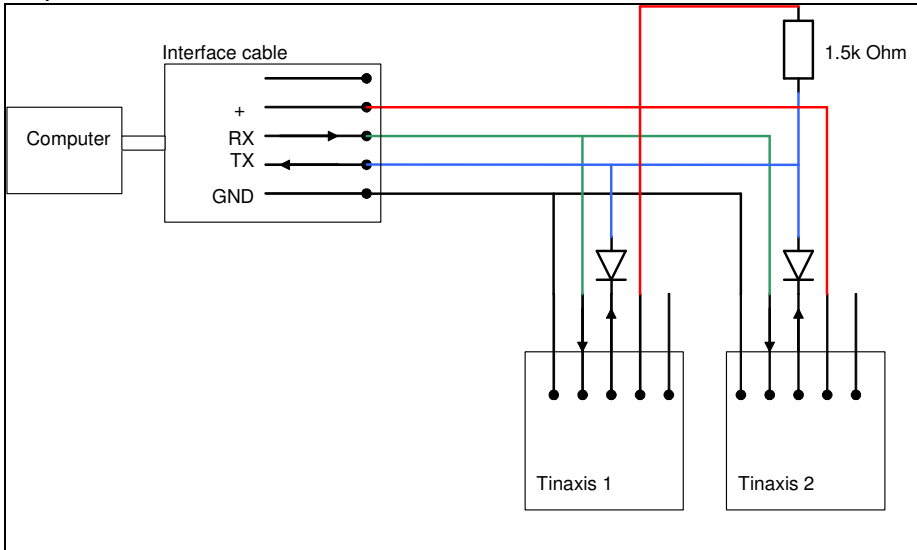 Interface cable
1.5k Ohm
+
Computer
RX
TX
GND
Tinaxis 1
Tinaxis 2